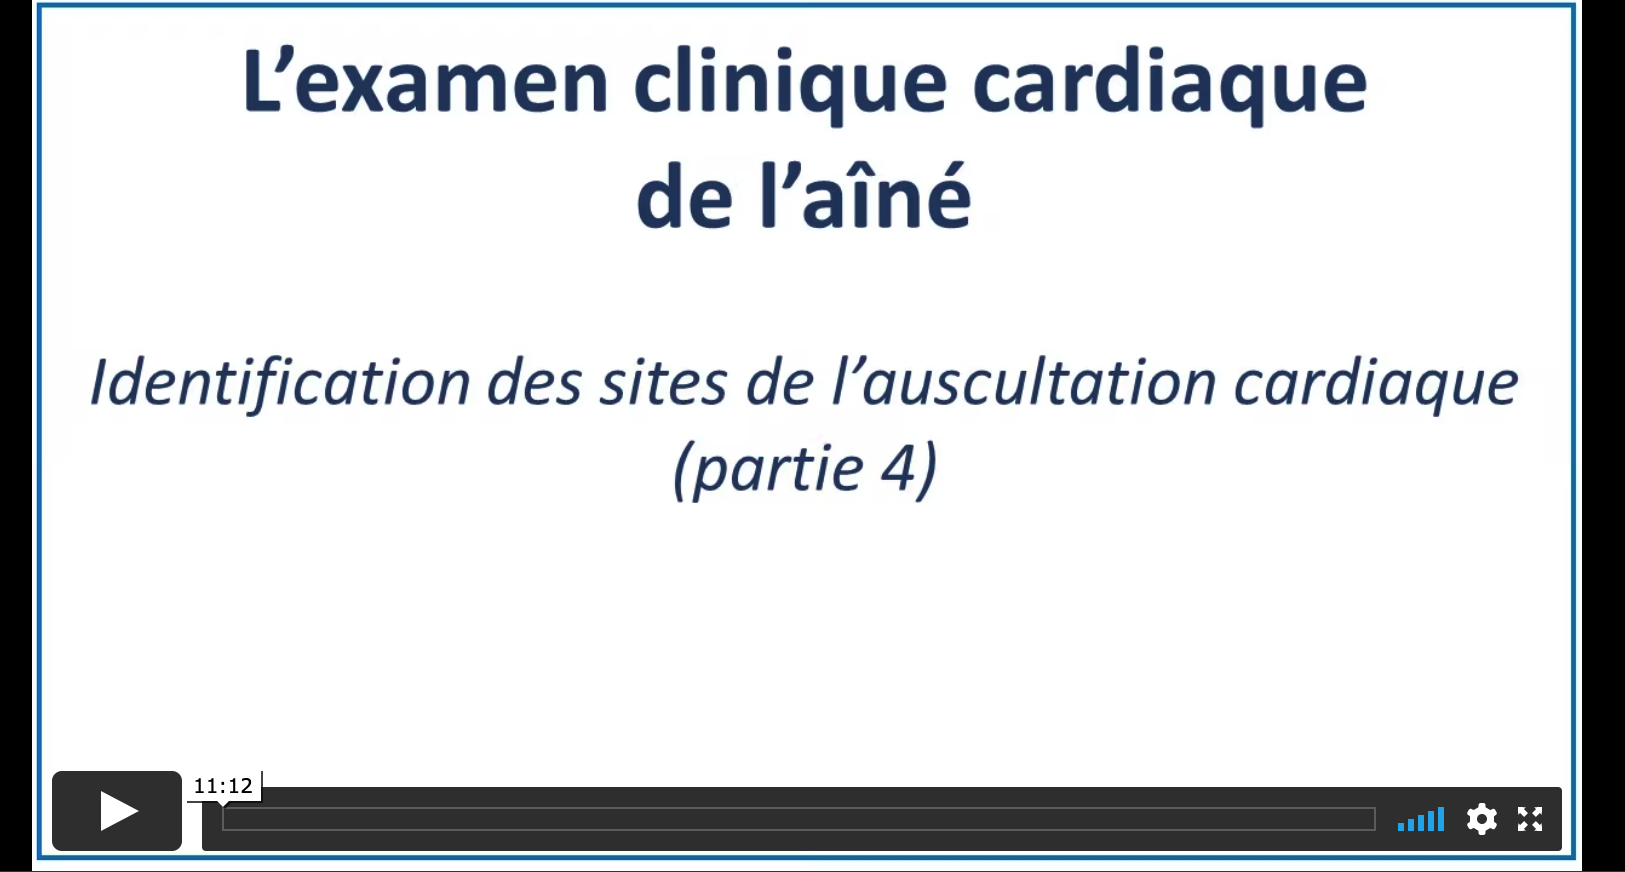 L’examen clinique cardiaque
de l’aîné
Identification des sites de l’auscultation cardiaque
(partie 4)
11:12